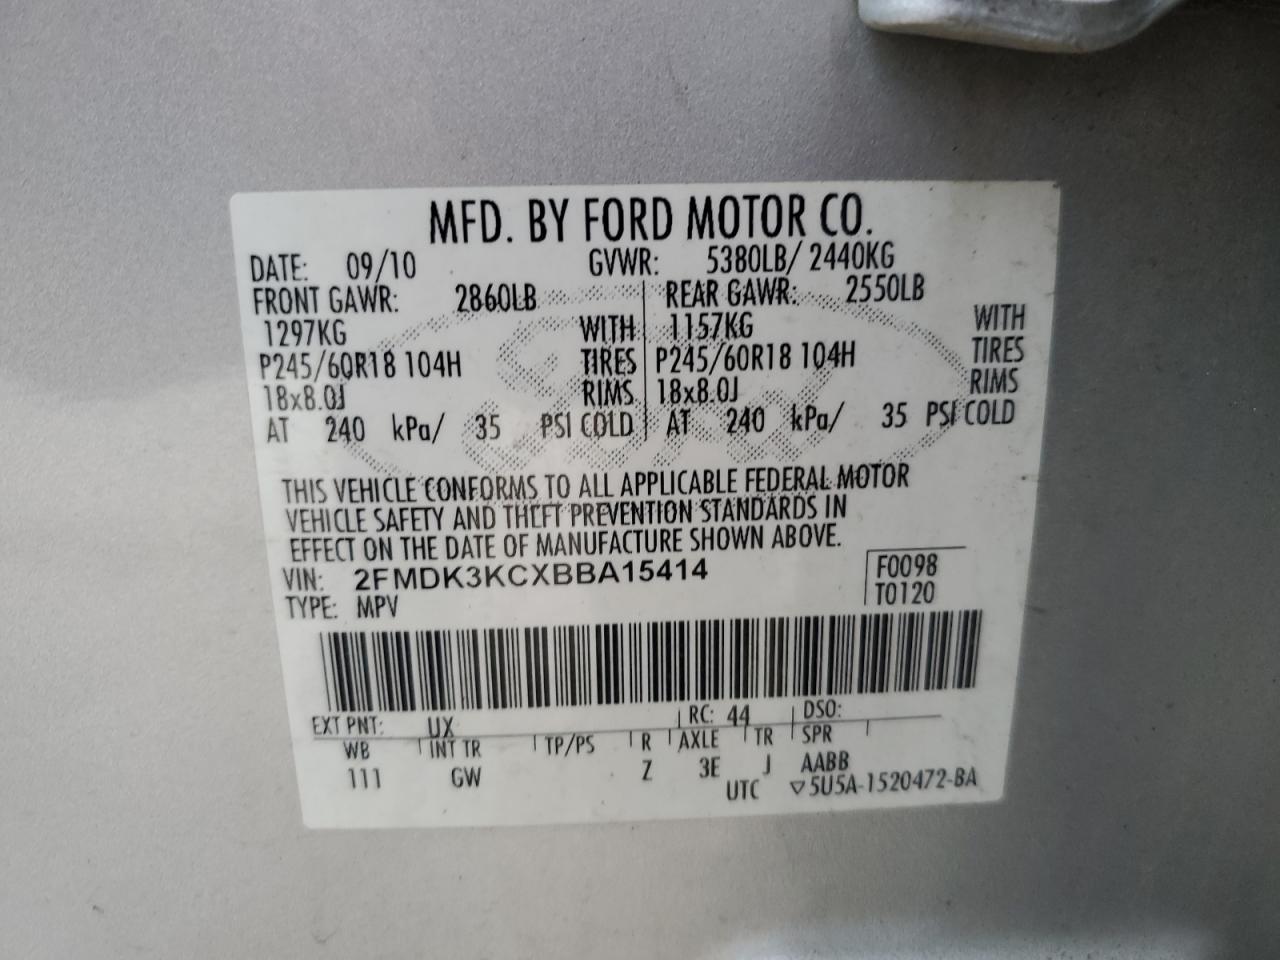 MFD. BY FORD MOTOR CO.
DATE: 09/10 GVWR: 5380LB/ 2440KG
FRONT GAWR: 2860LB REAR GAWR: 2550LB
1297KG WITH 1157KG WITH
P245/60R18 104H TIRES P245/60R18 104H TIRES
18x8.0J RIMS 18x8.0J RIMS
AT 240 kPa/ 35 PSI COLD AT 240 kPa/ 35 PSI COLD
THIS VEHICLE CONFORMS TO ALL APPLICABLE FEDERAL MOTOR
VEHICLE SAFETY AND THEFT PREVENTION STANDARDS IN
EFFECT ON THE DATE OF MANUFACTURE SHOWN ABOVE.
VIN: 2FMDK3KCXBBA15414 F0098
TYPE: MPV T0120
EXT PNT: UX RC: 44 DSO:
WB INT TR TP/PS R AXLE TR SPR
111 GW Z 3E J AABB
UTC ▽5U5A-1520472-BA